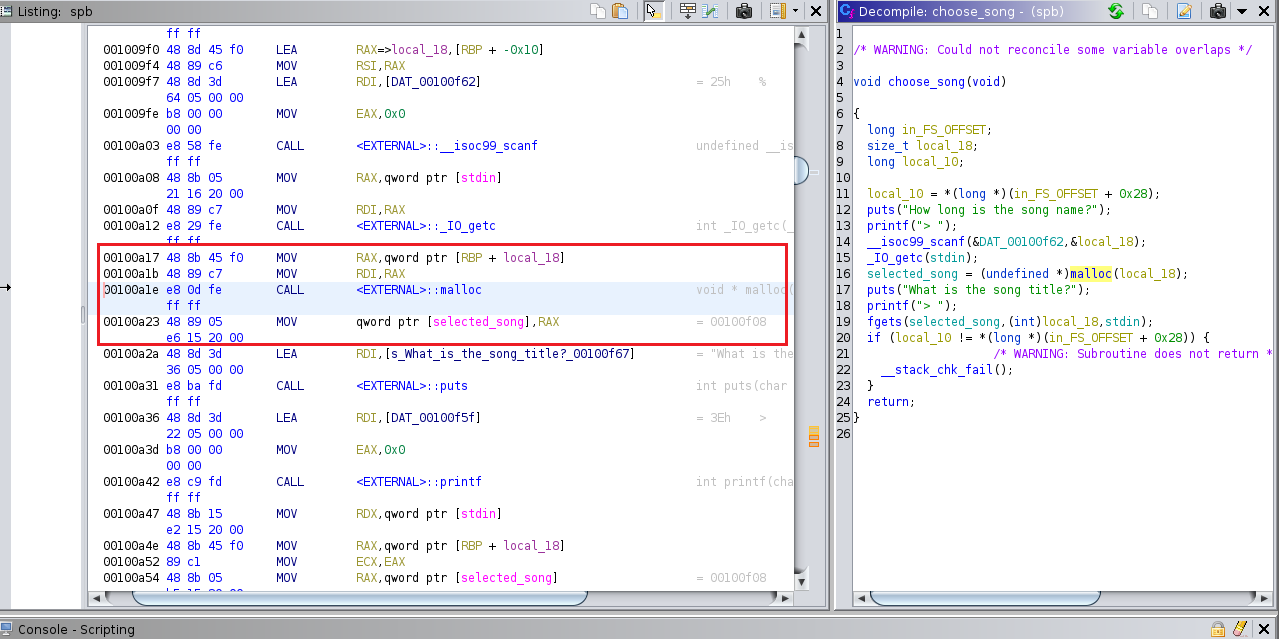 Listing: spb
ff ff
001009f0 48 8d 45 f0 LEA RAX=>local_18,[RBP + -0x10]
001009f4 48 89 c6 MOV RSI,RAX
001009f7 48 8d 3d LEA RDI,[DAT_00100f62] = 25h %
64 05 00 00
001009fe b8 00 00 MOV EAX,0x0
00 00
00100a03 e8 58 fe CALL <EXTERNAL>::__isoc99_scanf undefined __is
ff ff
00100a08 48 8b 05 MOV RAX,qword ptr [stdin]
21 16 20 00
00100a0f 48 89 c7 MOV RDI,RAX
00100a12 e8 29 fe CALL <EXTERNAL>::_IO_getc int _IO_getc(_
ff ff
00100a17 48 8b 45 f0 MOV RAX,qword ptr [RBP + local_18]
00100a1b 48 89 c7 MOV RDI,RAX
00100a1e e8 0d fe CALL <EXTERNAL>::malloc void * malloc(
ff ff
00100a23 48 89 05 MOV qword ptr [selected_song],RAX = 00100f08
e6 15 20 00
00100a2a 48 8d 3d LEA RDI,[s_What_is_the_song_title?_00100f67] = "What is the
36 05 00 00
00100a31 e8 ba fd CALL <EXTERNAL>::puts int puts(char
ff ff
00100a36 48 8d 3d LEA RDI,[DAT_00100f5f] = 3Eh >
22 05 00 00
00100a3d b8 00 00 MOV EAX,0x0
00 00
00100a42 e8 c9 fd CALL <EXTERNAL>::printf int printf(cha
ff ff
00100a47 48 8b 15 MOV RDX,qword ptr [stdin]
e2 15 20 00
00100a4e 48 8b 45 f0 MOV RAX,qword ptr [RBP + local_18]
00100a52 89 c1 MOV ECX,EAX
00100a54 48 8b 05 MOV RAX,qword ptr [selected_song] = 00100f08
Decompile: choose_song - (spb)
1
2 /* WARNING: Could not reconcile some variable overlaps */
3
4 void choose_song(void)
5
6 {
7 long in_FS_OFFSET;
8 size_t local_18;
9 long local_10;
10
11 local_10 = *(long *)(in_FS_OFFSET + 0x28);
12 puts("How long is the song name?");
13 printf("> ");
14 __isoc99_scanf(&DAT_00100f62,&local_18);
15 _IO_getc(stdin);
16 selected_song = (undefined *)malloc(local_18);
17 puts("What is the song title?");
18 printf("> ");
19 fgets(selected_song,(int)local_18,stdin);
20 if (local_10 != *(long *)(in_FS_OFFSET + 0x28)) {
21 /* WARNING: Subroutine does not return *
22 __stack_chk_fail();
23 }
24 return;
25 }
26
Console - Scripting